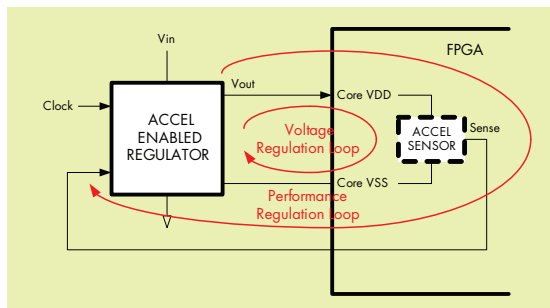 Vin
FPGA
Vout
Core VDD
Clock
ACCEL
ENABLED
REGULATOR
Voltage
Regulation Loop
ACCEL
SENSOR
Sense
Core VSS
Performance
Regulation Loop